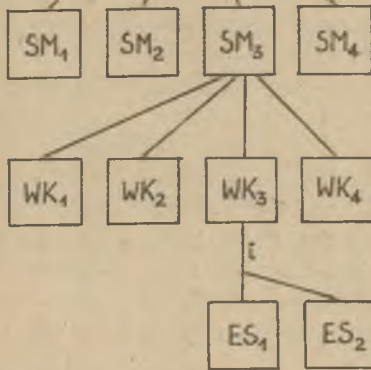 SM₁ SM₂ SM₃ SM₄
WK₁ WK₂ WK₃ WK₄
i
ES₁ ES₂